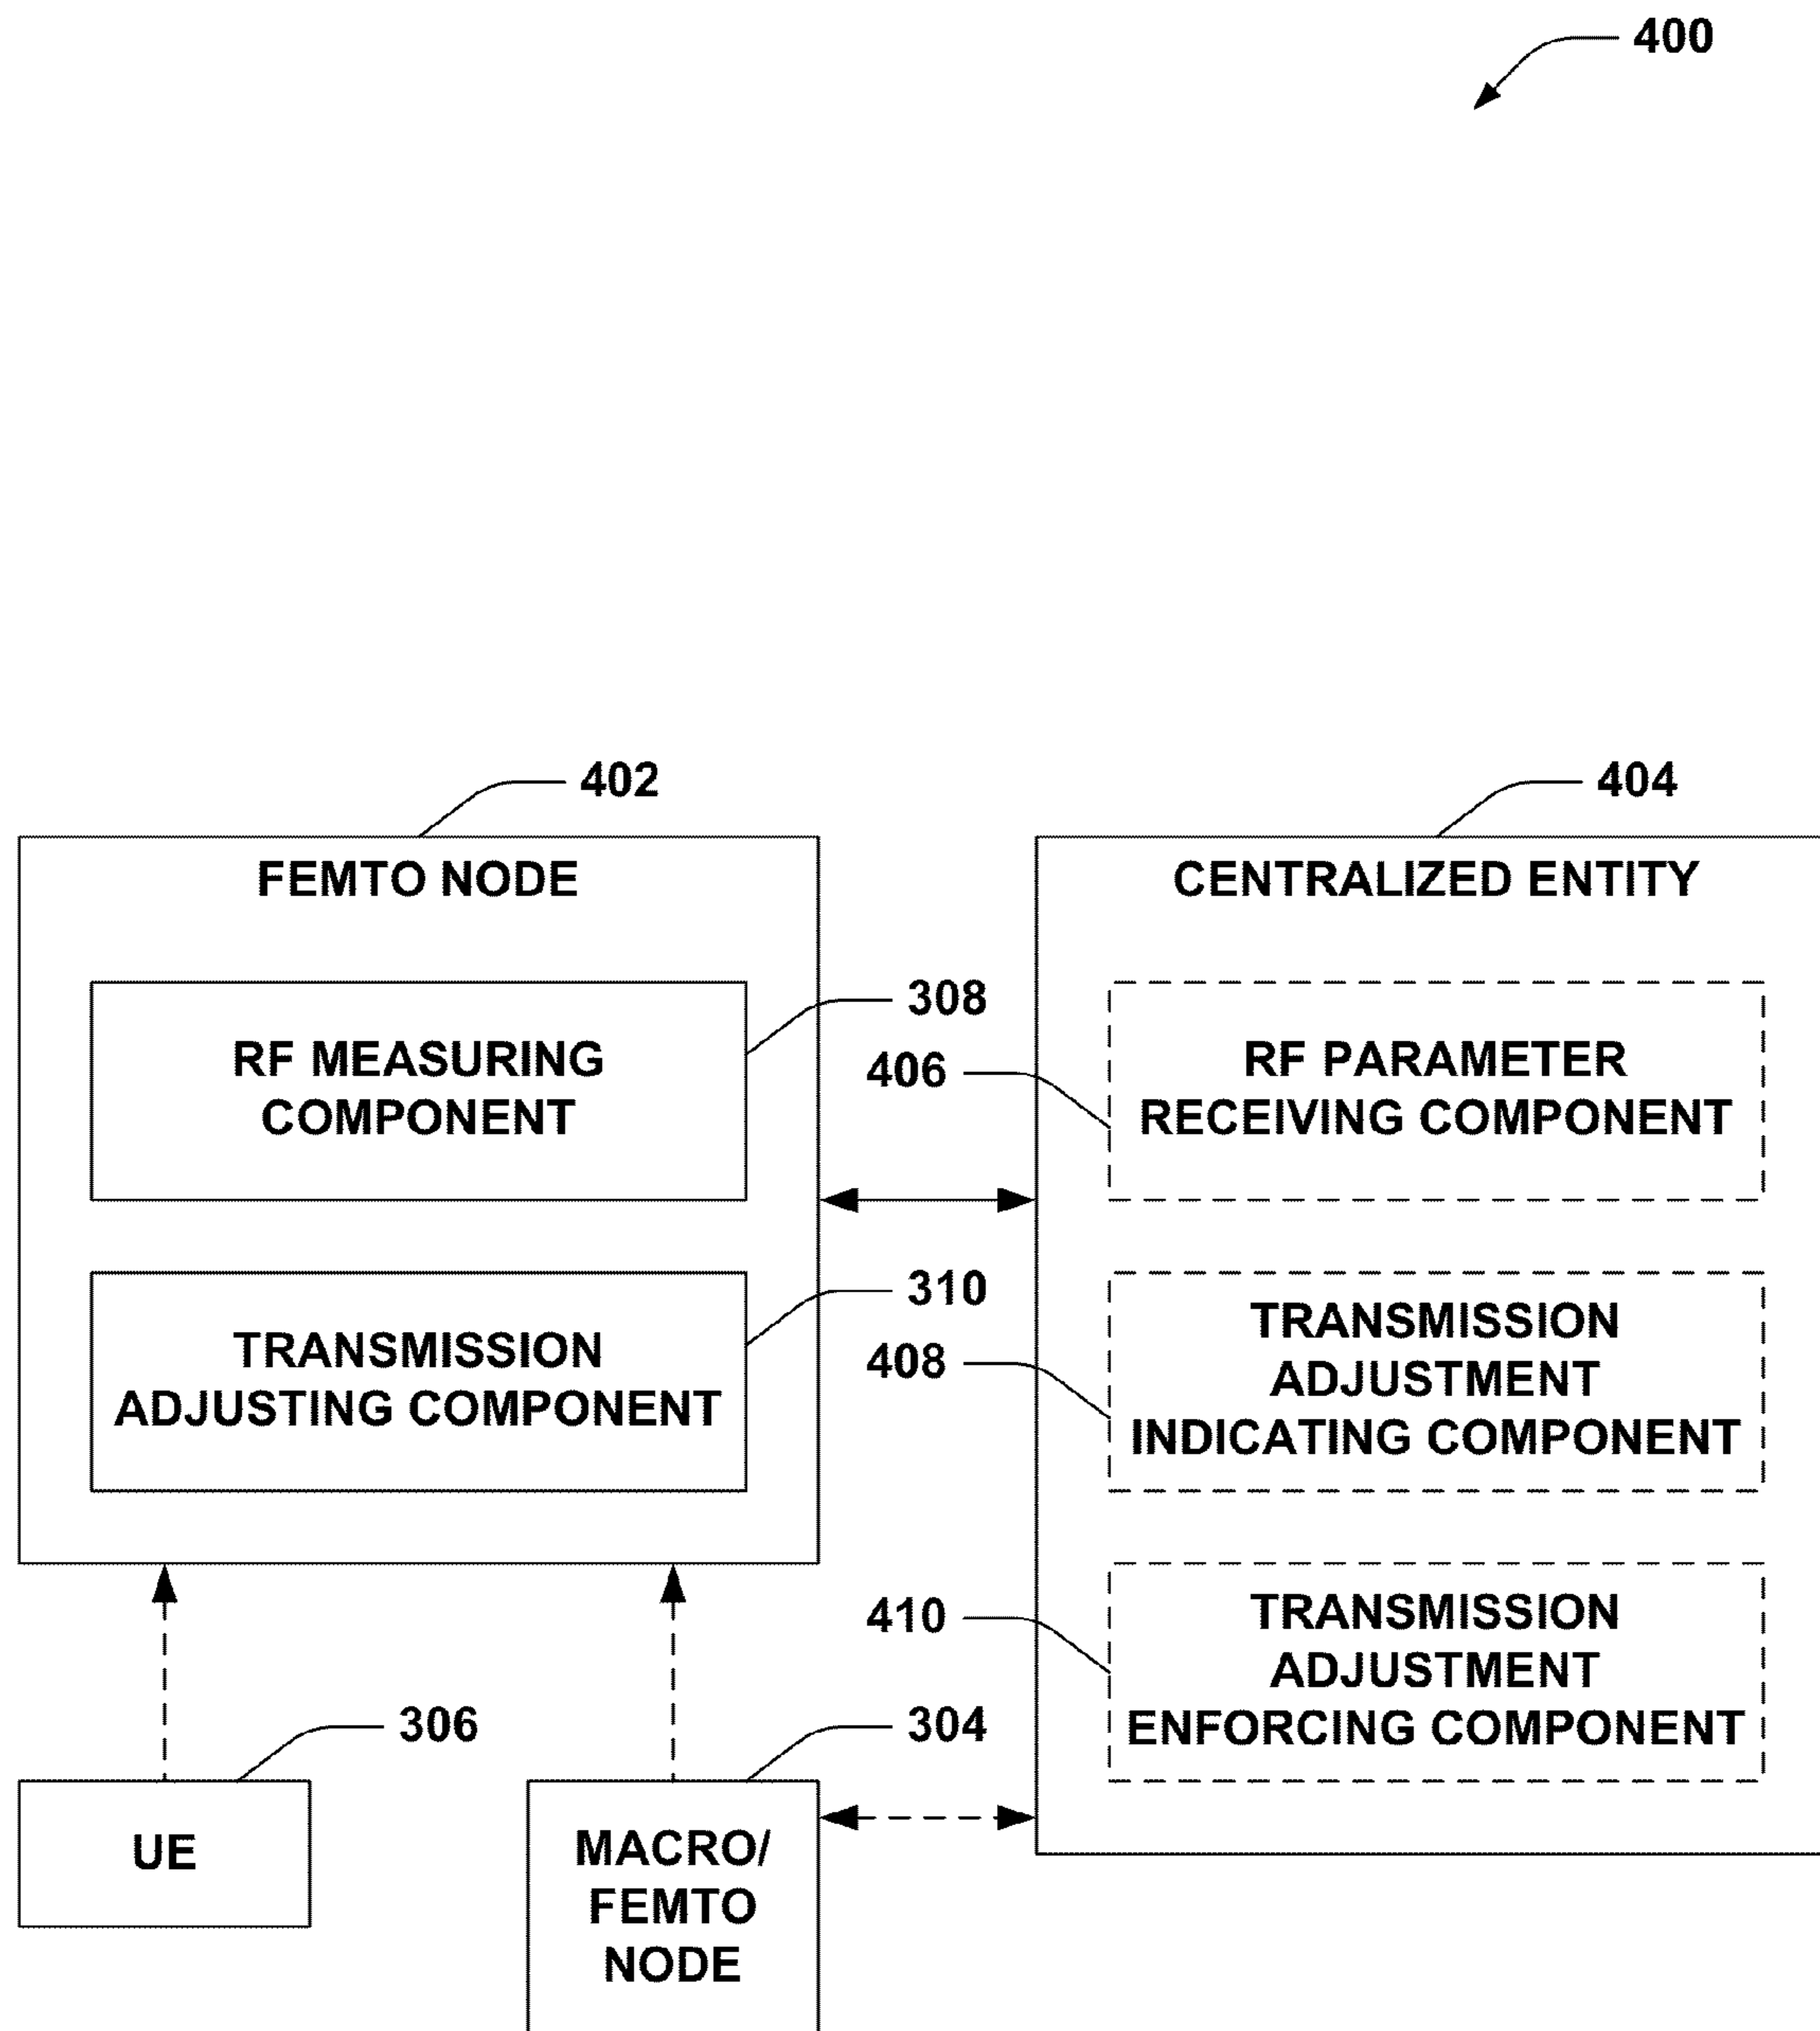 400
402
404
FEMTO NODE
CENTRALIZED ENTITY
308
RF MEASURING
COMPONENT
406
RF PARAMETER
RECEIVING COMPONENT
310
TRANSMISSION
ADJUSTING COMPONENT
408
TRANSMISSION
ADJUSTMENT
INDICATING COMPONENT
410
TRANSMISSION
ADJUSTMENT
ENFORCING COMPONENT
306
304
UE
MACRO/
FEMTO
NODE